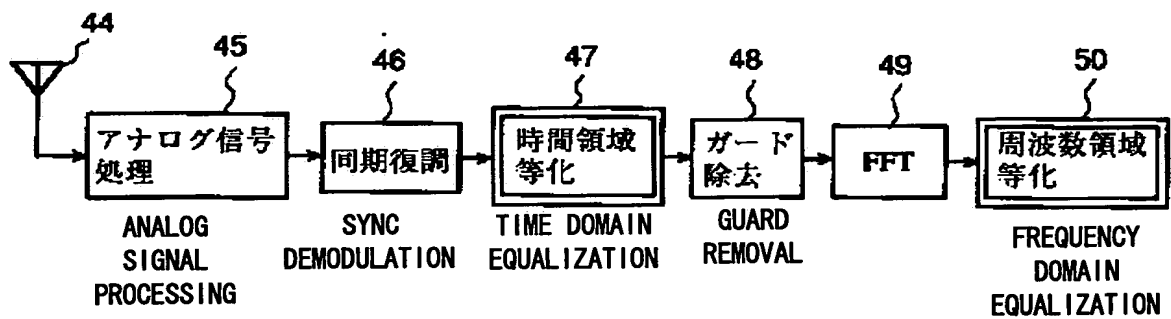 44
45
46
47
48
49
50
アナログ信号
処理
同期復調
時間領域
等化
ガード
除去
FFT
周波数領域
等化
ANALOG
SIGNAL
PROCESSING
SYNC
DEMODULATION
TIME DOMAIN
EQUALIZATION
GUARD
REMOVAL
FREQUENCY
DOMAIN
EQUALIZATION